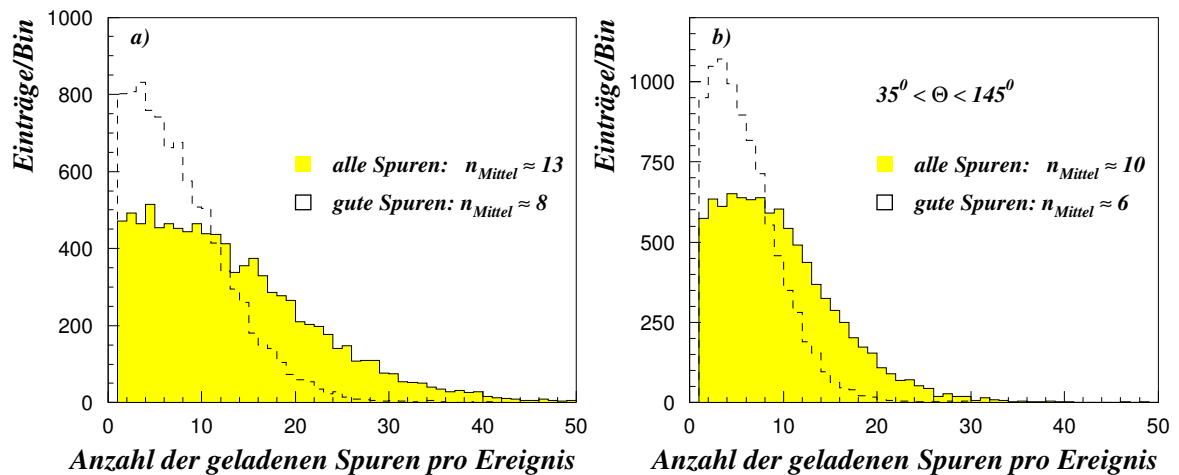 Einträge/Bin
1000
800
600
400
200
0
a)
alle Spuren: n_Mittel ≈ 13
gute Spuren: n_Mittel ≈ 8
0 10 20 30 40 50
Anzahl der geladenen Spuren pro Ereignis
Einträge/Bin
1000
750
500
250
0
b)
35⁰ < Θ < 145⁰
alle Spuren: n_Mittel ≈ 10
gute Spuren: n_Mittel ≈ 6
0 10 20 30 40 50
Anzahl der geladenen Spuren pro Ereignis